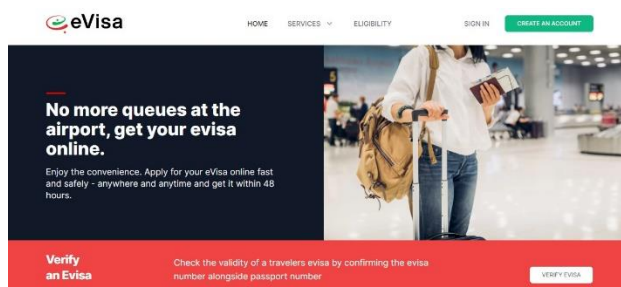 eVisa
HOME SERVICES ELIGIBILITY SIGN IN CREATE AN ACCOUNT
No more queues at the
airport, get your evisa
online.
Enjoy the convenience. Apply for your eVisa online fast
and safely - anywhere and anytime and get it within 48
hours.
Verify
an Evisa
Check the validity of a travelers evisa by confirming the evisa
number alongside passport number
VERIFY EVISA